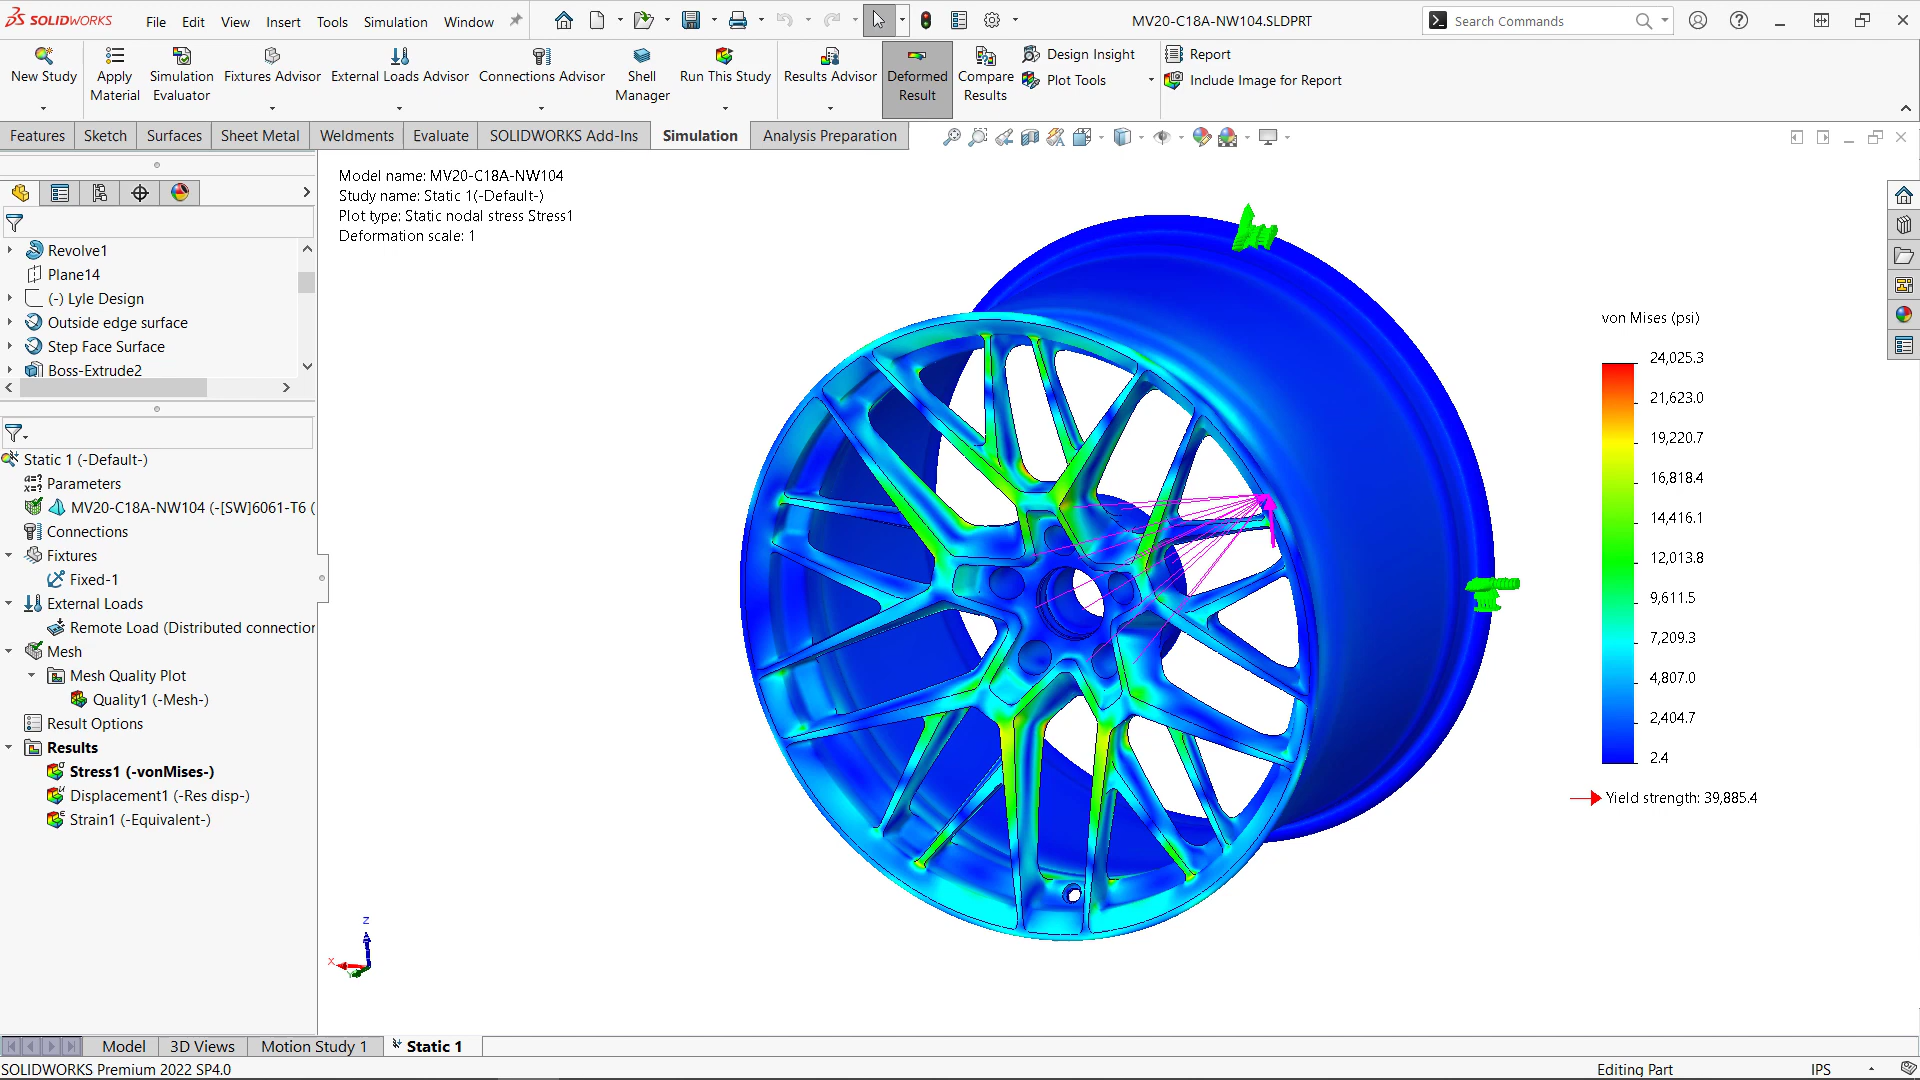 SOLIDWORKS File Edit View Insert Tools Simulation Window MV20-C18A-NW104.SLDPRT Search Commands
New Study
Apply Material
Simulation Evaluator
Fixtures Advisor
External Loads Advisor
Connections Advisor
Shell Manager
Run This Study
Results Advisor
Deformed Result
Compare Results
Design Insight
Plot Tools
Report
Include Image for Report
Features Sketch Surfaces Sheet Metal Weldments Evaluate SOLIDWORKS Add-Ins Simulation Analysis Preparation
Revolve1
Plane14
(-) Lyle Design
Outside edge surface
Step Face Surface
Boss-Extrude2
Static 1 (-Default-)
Parameters
MV20-C18A-NW104 (-[SW]6061-T6 (
Connections
Fixtures
Fixed-1
External Loads
Remote Load (Distributed connection
Mesh
Mesh Quality Plot
Quality1 (-Mesh-)
Result Options
Results
Stress1 (-vonMises-)
Displacement1 (-Res disp-)
Strain1 (-Equivalent-)
Model name: MV20-C18A-NW104
Study name: Static 1(-Default-)
Plot type: Static nodal stress Stress1
Deformation scale: 1
von Mises (psi)
24,025.3
21,623.0
19,220.7
16,818.4
14,416.1
12,013.8
9,611.5
7,209.3
4,807.0
2,404.7
2.4
Yield strength: 39,885.4
Z
X
Y
Model 3D Views Motion Study 1 Static 1
SOLIDWORKS Premium 2022 SP4.0 Editing Part IPS